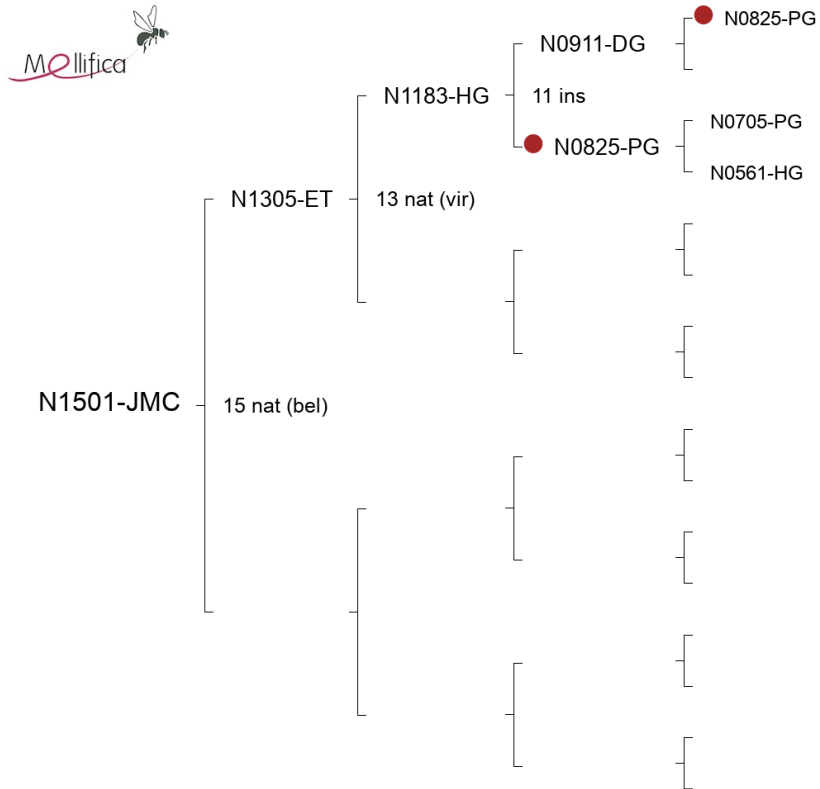 Mellifica
N0825-PG
N0911-DG
N1183-HG
11 ins
N0705-PG
N0825-PG
N0561-HG
N1305-ET
13 nat (vir)
N1501-JMC
15 nat (bel)